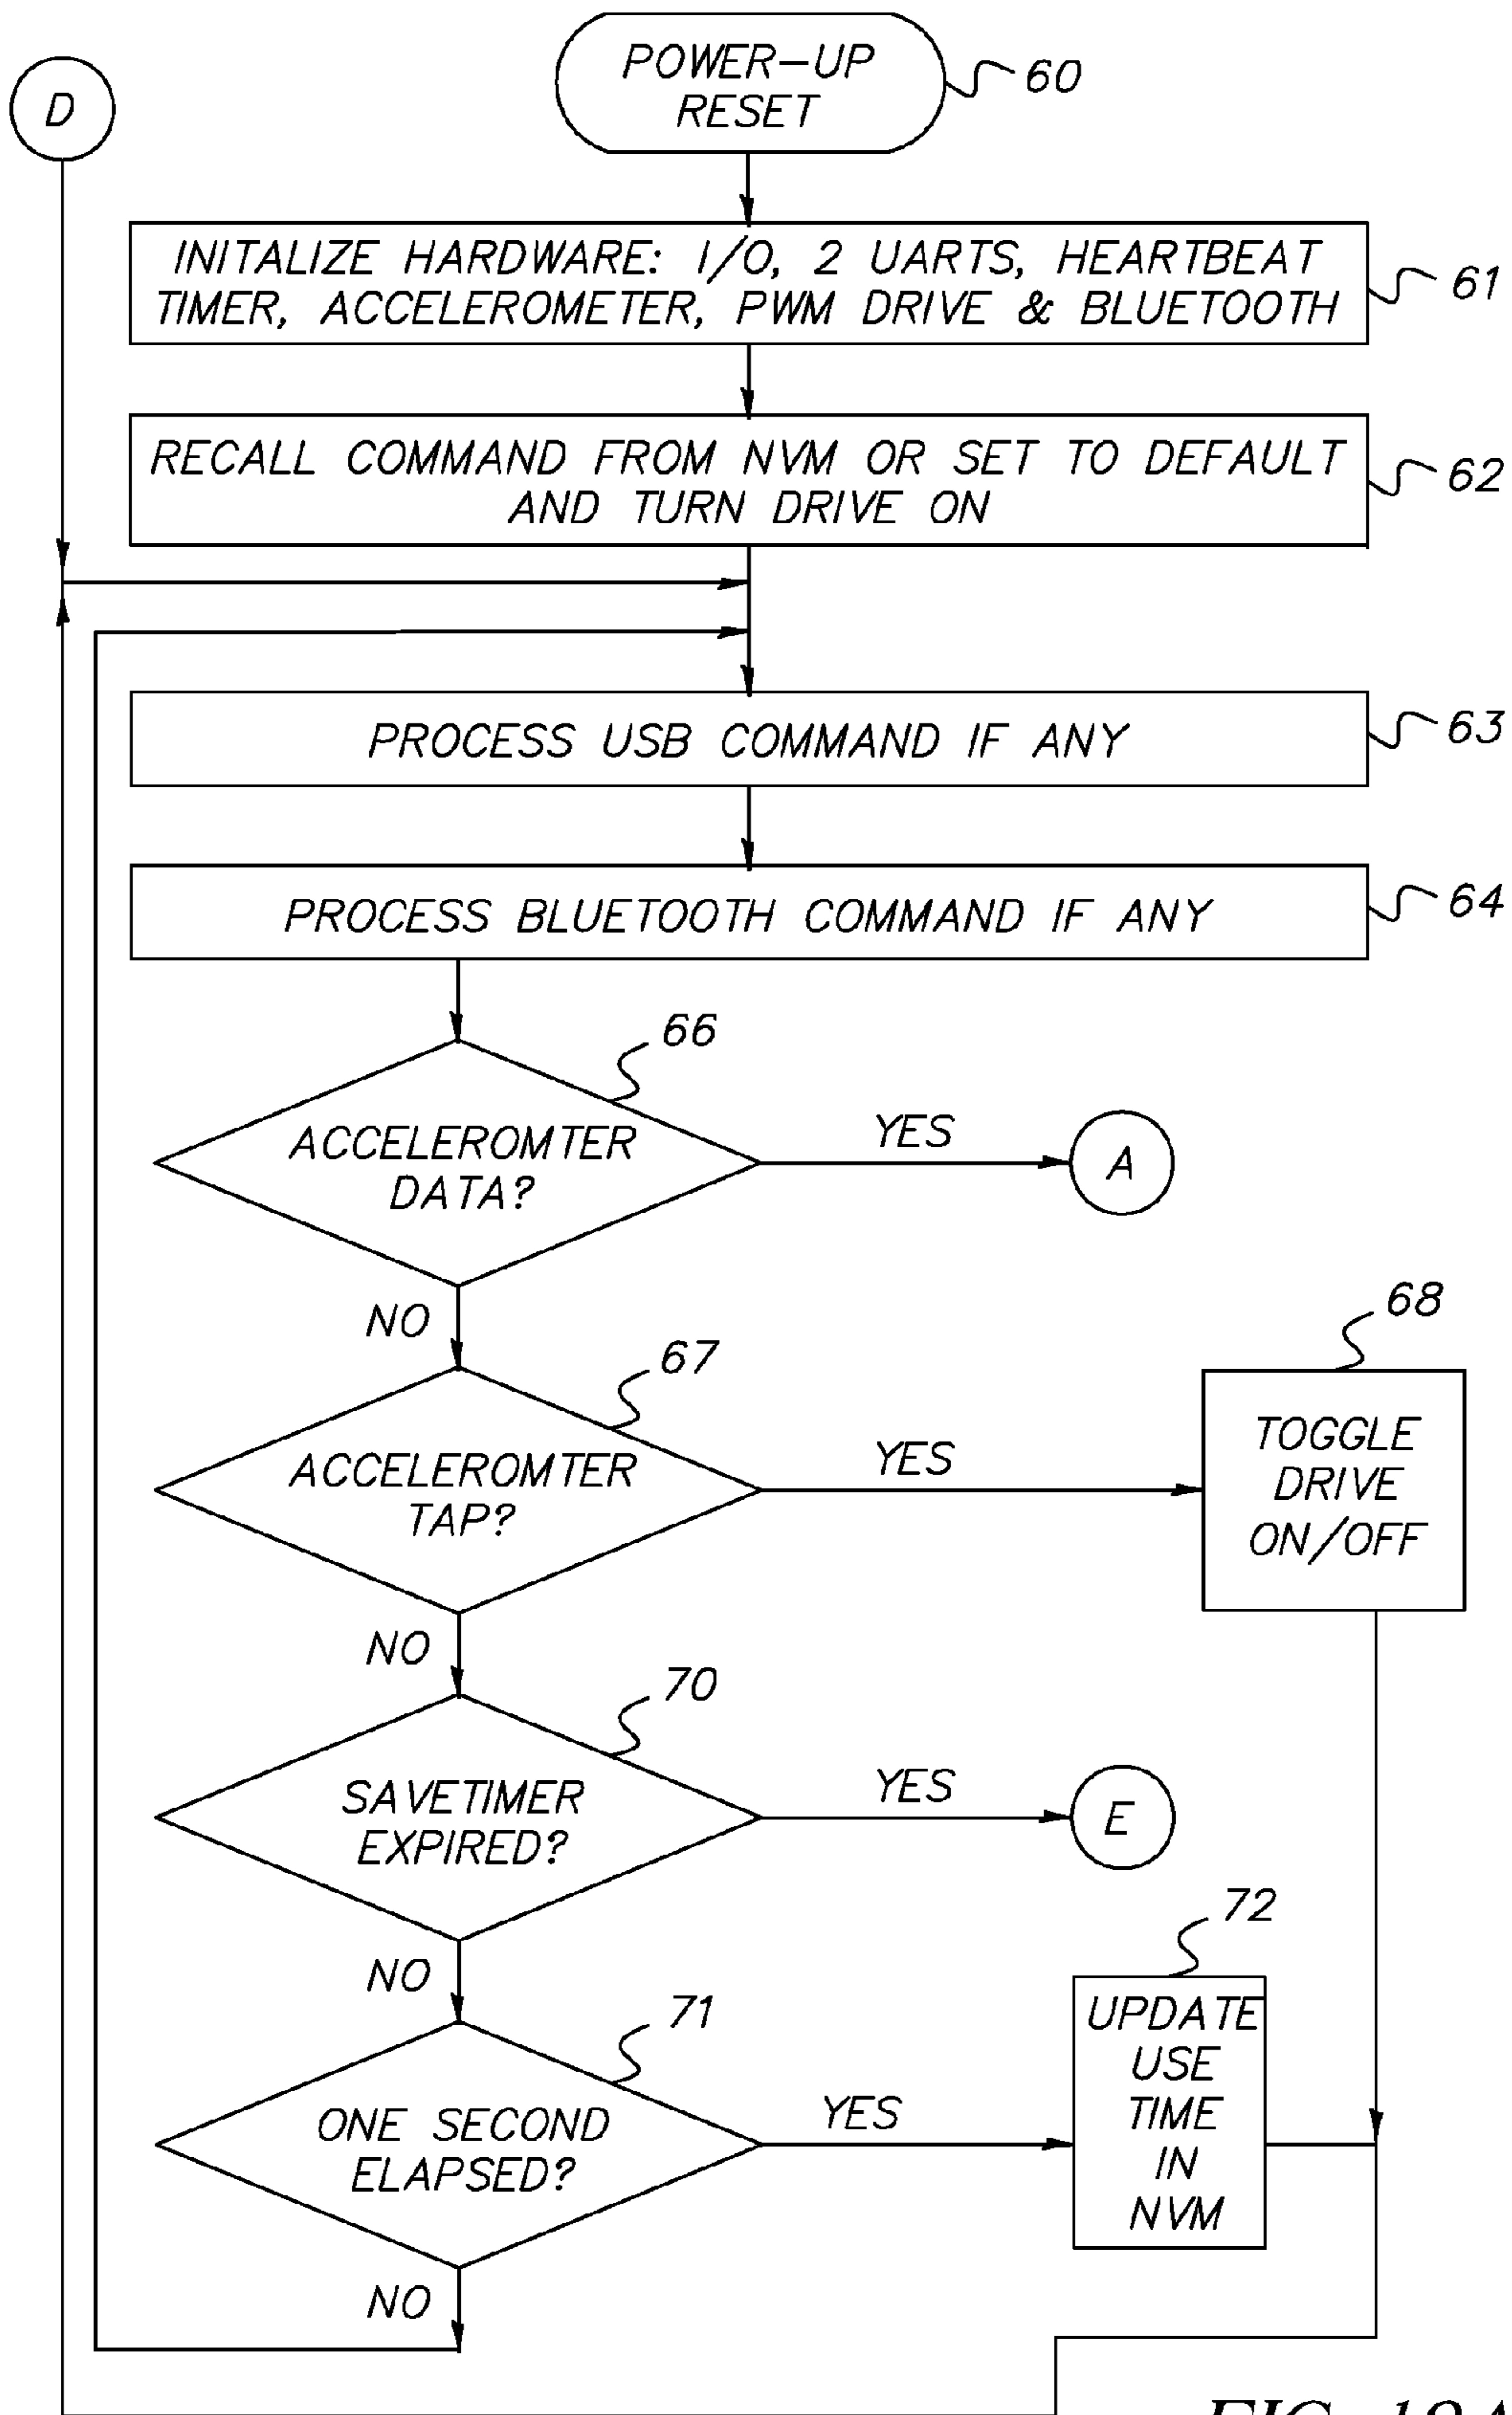 POWER-UP
RESET
60
D
INITALIZE HARDWARE: I/O, 2 UARTS, HEARTBEAT
TIMER, ACCELEROMETER, PWM DRIVE & BLUETOOTH
61
RECALL COMMAND FROM NVM OR SET TO DEFAULT
AND TURN DRIVE ON
62
PROCESS USB COMMAND IF ANY
63
PROCESS BLUETOOTH COMMAND IF ANY
64
66
ACCELEROMTER
DATA?
YES
A
NO
67
ACCELEROMTER
TAP?
YES
68
TOGGLE
DRIVE
ON/OFF
NO
70
SAVETIMER
EXPIRED?
YES
E
NO
71
ONE SECOND
ELAPSED?
YES
72
UPDATE
USE
TIME
IN
NVM
NO